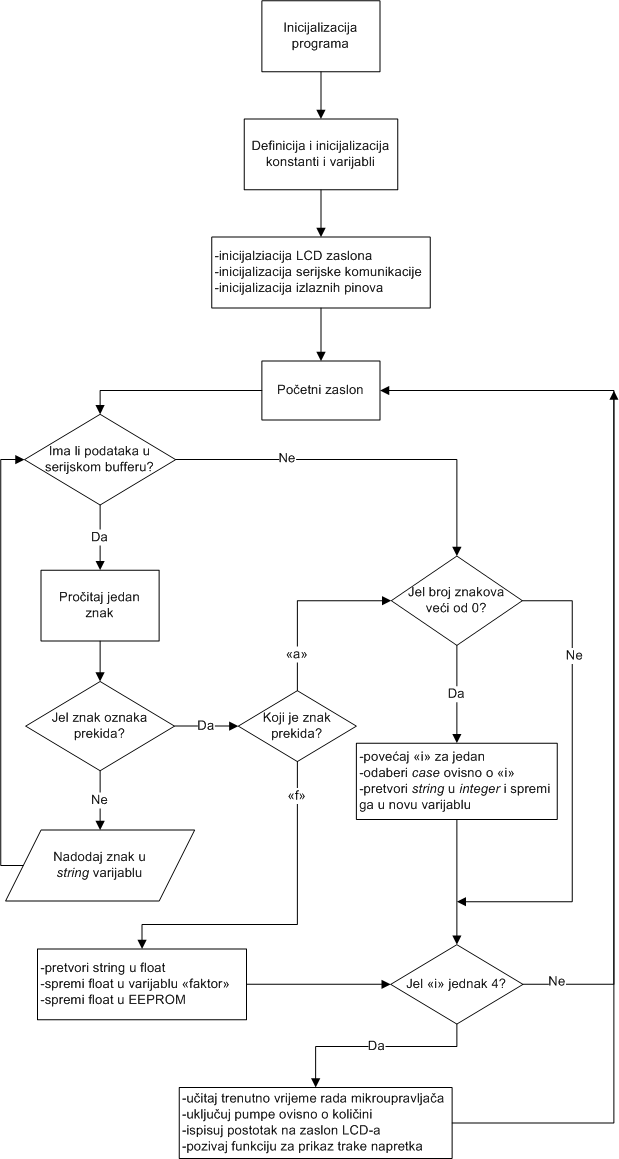 Inicijalizacija
programa
Definicija i inicijalizacija
konstanti i varijabli
-inicijalziacija LCD zaslona
-inicijalizacija serijske komunikacije
-inicijalizacija izlaznih pinova
Početni zaslon
Ima li podataka u
serijskom bufferu?
Ne
Da
Pročitaj jedan
znak
Jel broj znakova
veći od 0?
«a»
Ne
Da
Jel znak oznaka
prekida?
Da
Koji je znak
prekida?
-povećaj «i» za jedan
-odaberi case ovisno o «i»
-pretvori string u integer i spremi
ga u novu varijablu
Ne
«f»
Nadodaj znak u
string varijablu
-pretvori string u float
-spremi float u varijablu «faktor»
-spremi float u EEPROM
Jel «i» jednak 4?
Ne
Da
-učitaj trenutno vrijeme rada mikroupravljača
-uključuj pumpe ovisno o količini
-ispisuj postotak na zaslon LCD-a
-pozivaj funkciju za prikaz trake napretka